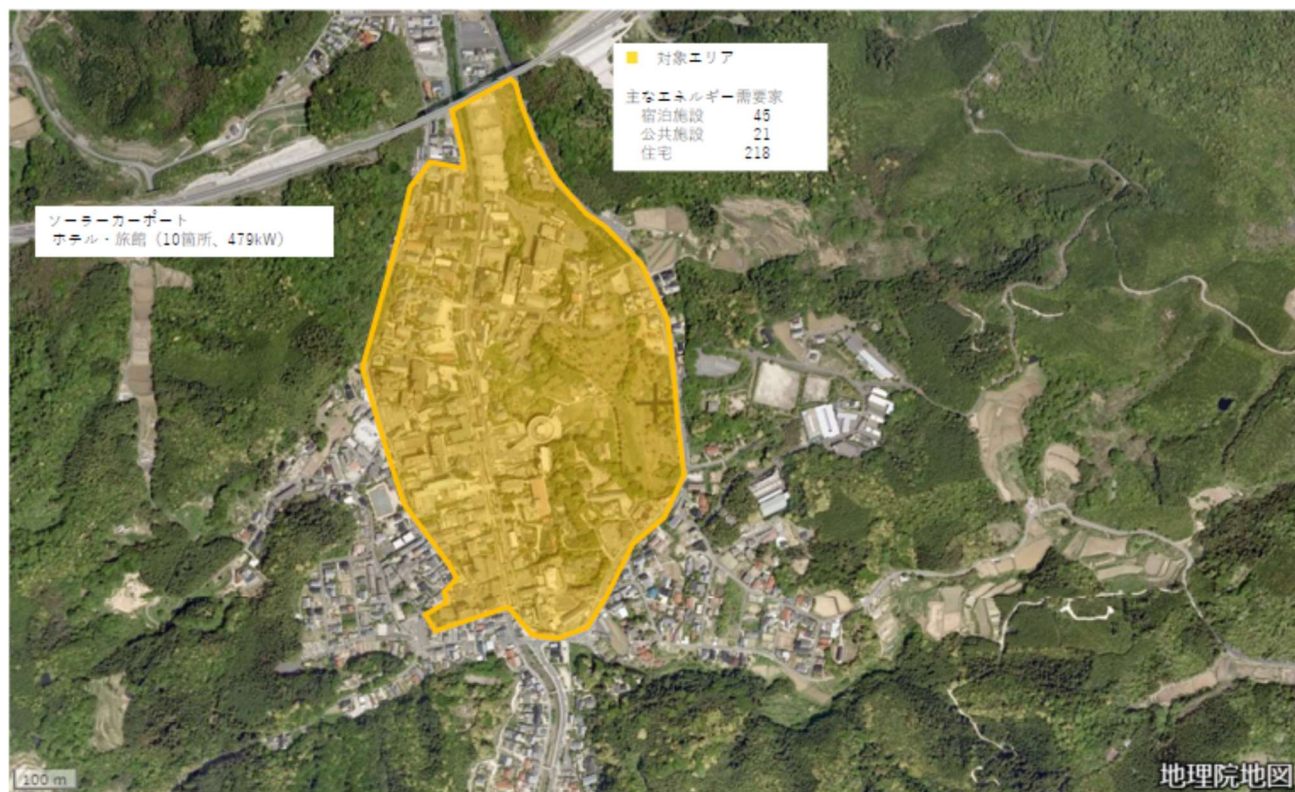 対象エリア
主なエネルギー需要家
宿泊施設 45
公共施設 21
住宅 218
ソーラーカーポート
ホテル・旅館（10箇所、479kW）
100 m
地理院地図